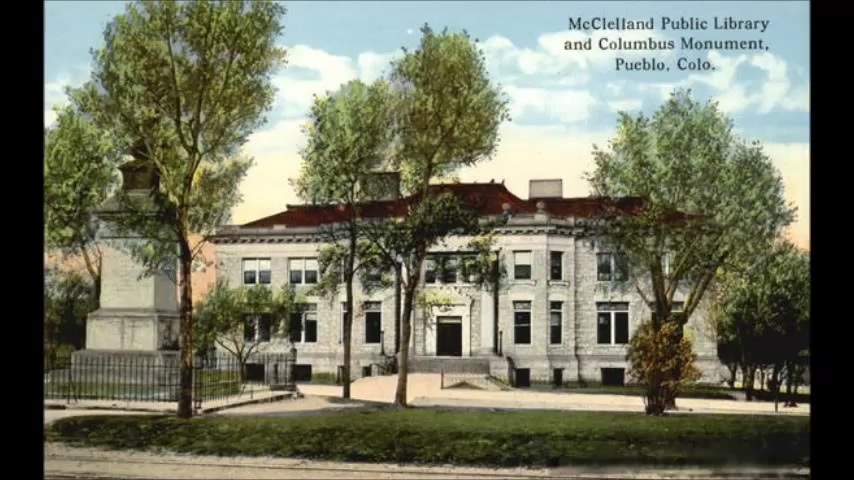 McClelland Public Library
and Columbus Monument,
Pueblo, Colo.